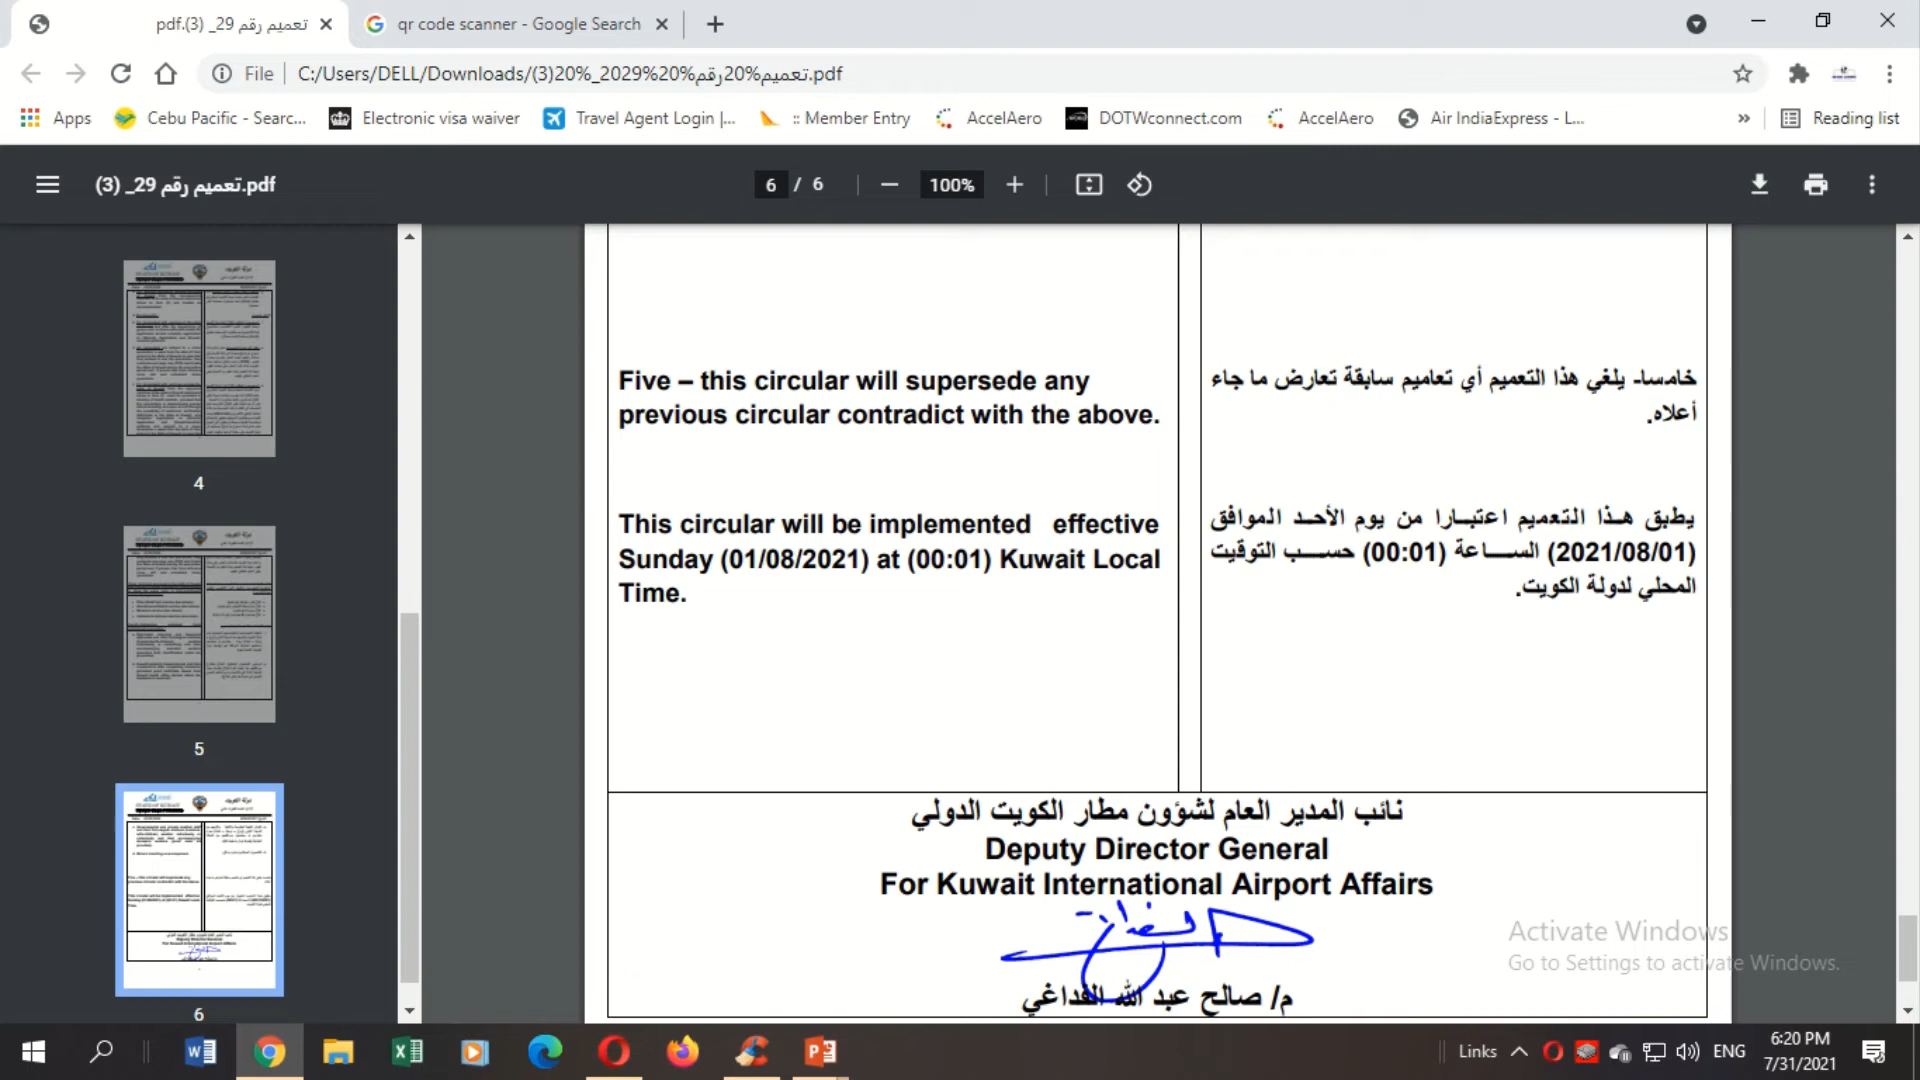 تعميم رقم 29_ (3).pdf
qr code scanner - Google Search
File
C:/Users/DELL/Downloads/(3)20%_2029%20%تعميم%20رقم.pdf
Apps
Cebu Pacific - Searc...
Electronic visa waiver
Travel Agent Login |...
:: Member Entry
AccelAero
DOTWconnect.com
AccelAero
Air IndiaExpress - L...
»
Reading list
تعميم رقم 29_ (3).pdf
6 / 6
100%
4
5
6
Five – this circular will supersede any
previous circular contradict with the above.
خامسا- يلغي هذا التعميم أي تعاميم سابقة تعارض ما جاء
أعلاه.
This circular will be implemented effective
Sunday (01/08/2021) at (00:01) Kuwait Local
Time.
يطبق هذا التعميم اعتبارا من يوم الأحد الموافق
(2021/08/01) الساعة (00:01) حسب التوقيت
المحلي لدولة الكويت.
نائب المدير العام لشؤون مطار الكويت الدولي
Deputy Director General
For Kuwait International Airport Affairs
م/ صالح عبد الله الفداغي
Activate Windows
Go to Settings to activate Windows.
Links
ENG
6:20 PM
7/31/2021